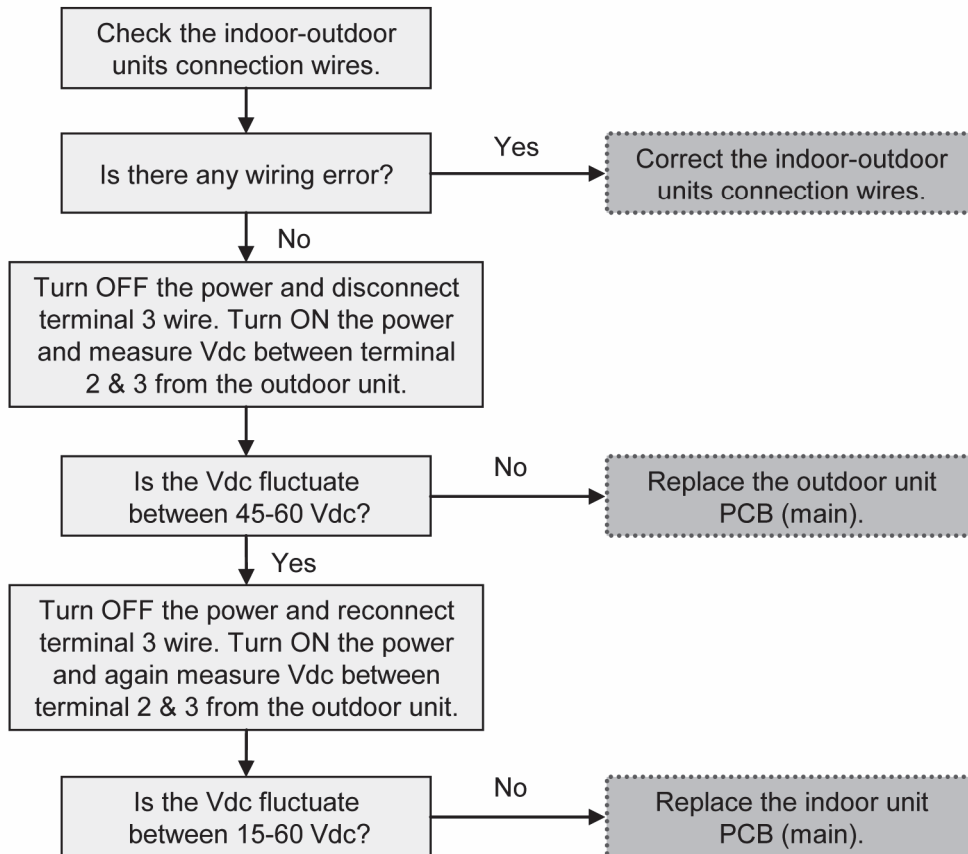 Check the indoor-outdoor
units connection wires.
Is there any wiring error?
Yes
Correct the indoor-outdoor
units connection wires.
No
Turn OFF the power and disconnect
terminal 3 wire. Turn ON the power
and measure Vdc between terminal
2 & 3 from the outdoor unit.
Is the Vdc fluctuate
between 45-60 Vdc?
No
Replace the outdoor unit
PCB (main).
Yes
Turn OFF the power and reconnect
terminal 3 wire. Turn ON the power
and again measure Vdc between
terminal 2 & 3 from the outdoor unit.
Is the Vdc fluctuate
between 15-60 Vdc?
No
Replace the indoor unit
PCB (main).